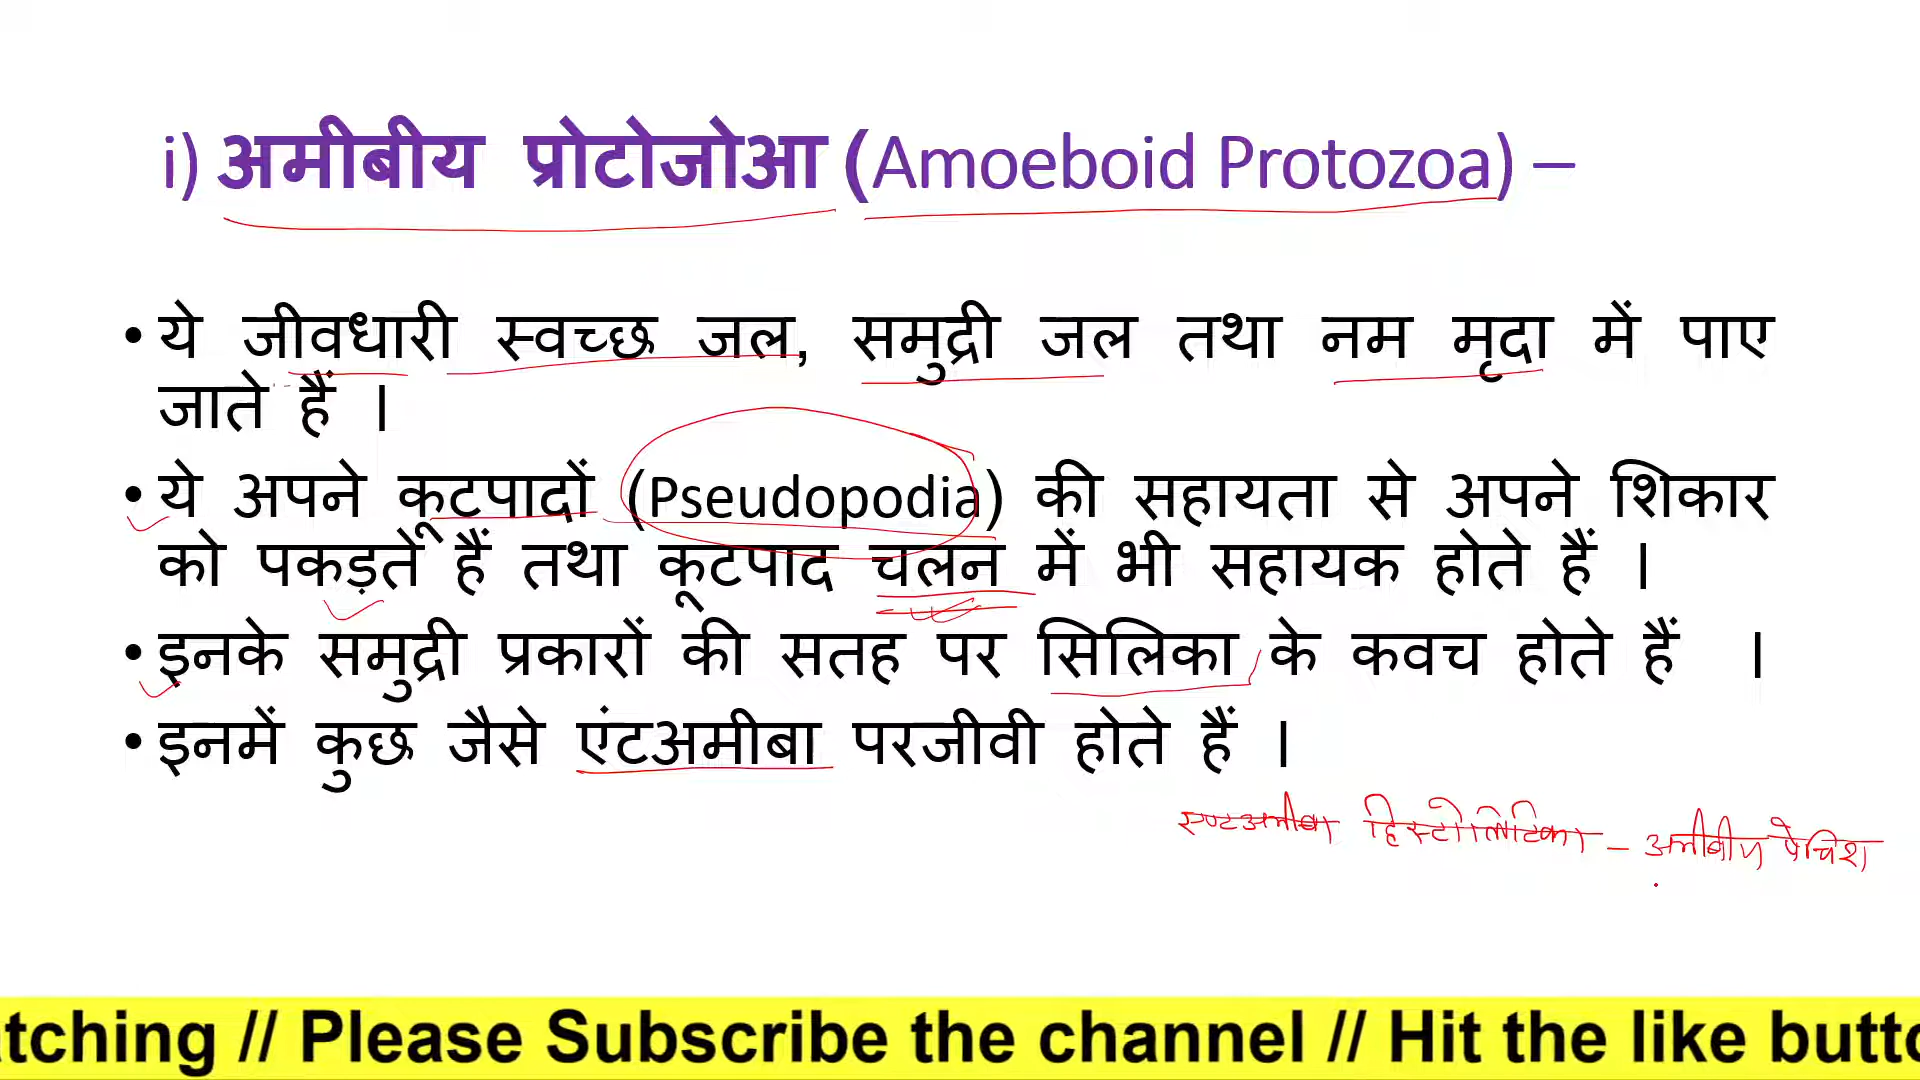 i) अमीबीय प्रोटोजोआ (Amoeboid Protozoa) –
• ये जीवधारी स्वच्छ जल, समुद्री जल तथा नम मृदा में पाए
जाते हैं ।
• ये अपने कूटपादों (Pseudopodia) की सहायता से अपने शिकार
को पकड़ते हैं तथा कूटपाद चलन में भी सहायक होते हैं ।
• इनके समुद्री प्रकारों की सतह पर सिलिका के कवच होते हैं ।
• इनमें कुछ जैसे एंटअमीबा परजीवी होते हैं ।
एण्टअमीबा हिस्टोलिटिका – अमीबीय पेचिश
atching // Please Subscribe the channel // Hit the like butto